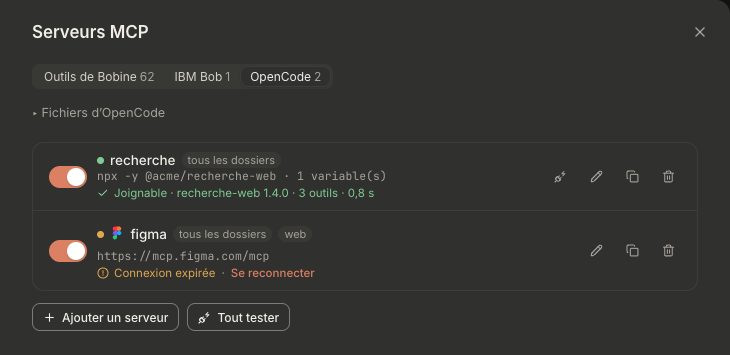 Serveurs MCP
Outils de Bobine 62 IBM Bob 1 OpenCode 2
Fichiers d'OpenCode
recherche tous les dossiers
npx -y @acme/recherche-web · 1 variable(s)
Joignable · recherche-web 1.4.0 · 3 outils · 0,8 s
figma tous les dossiers web
https://mcp.figma.com/mcp
Connexion expirée · Se reconnecter
+ Ajouter un serveur Tout tester